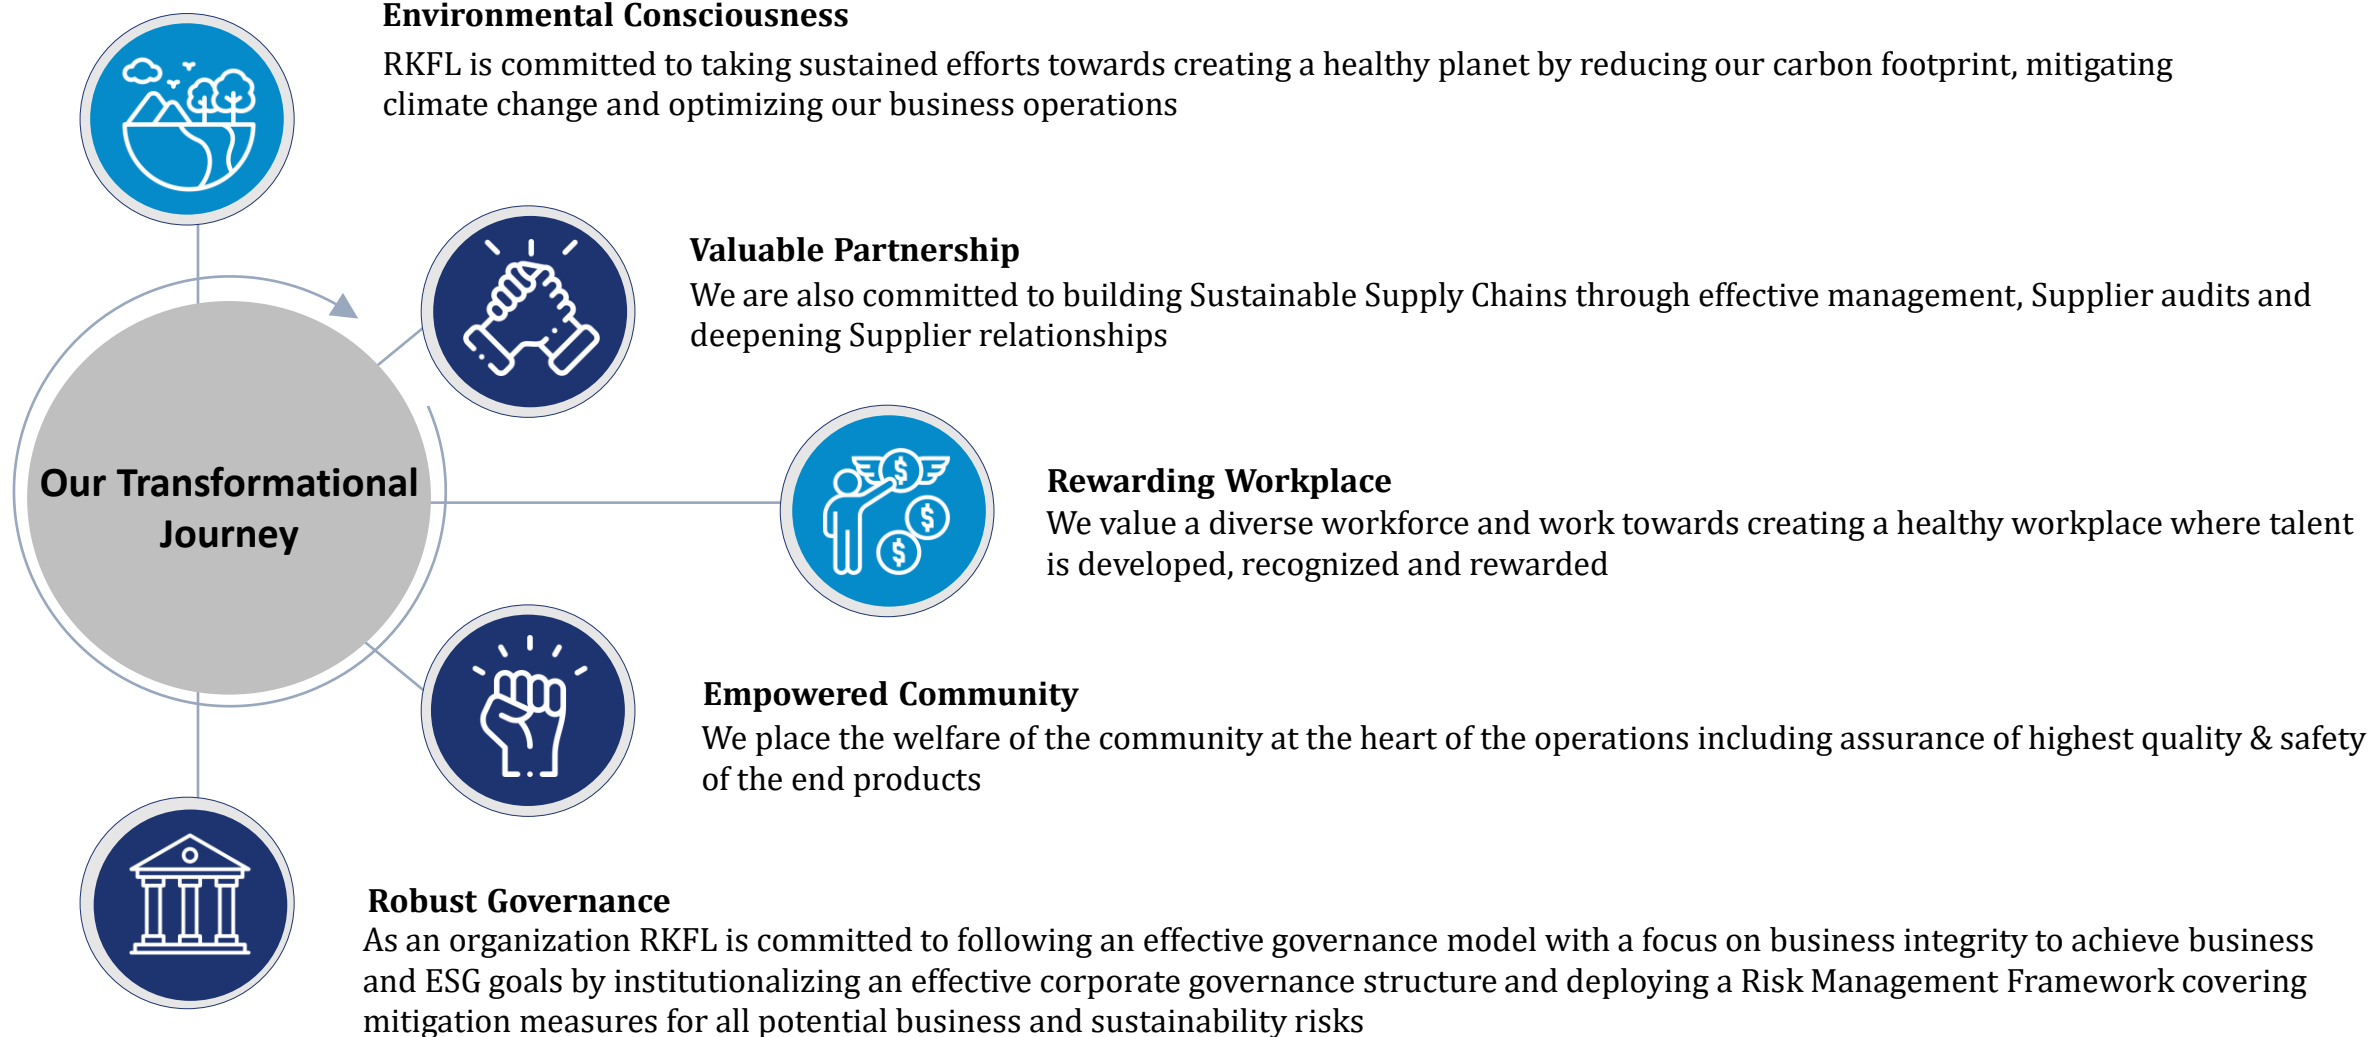 Environmental Consciousness
RKFL is committed to taking sustained efforts towards creating a healthy planet by reducing our carbon footprint, mitigating
climate change and optimizing our business operations
Valuable Partnership
We are also committed to building Sustainable Supply Chains through effective management, Supplier audits and
deepening Supplier relationships
Our Transformational
Journey
Rewarding Workplace
We value a diverse workforce and work towards creating a healthy workplace where talent
is developed, recognized and rewarded
Empowered Community
We place the welfare of the community at the heart of the operations including assurance of highest quality & safety
of the end products
Robust Governance
As an organization RKFL is committed to following an effective governance model with a focus on business integrity to achieve business
and ESG goals by institutionalizing an effective corporate governance structure and deploying a Risk Management Framework covering
mitigation measures for all potential business and sustainability risks